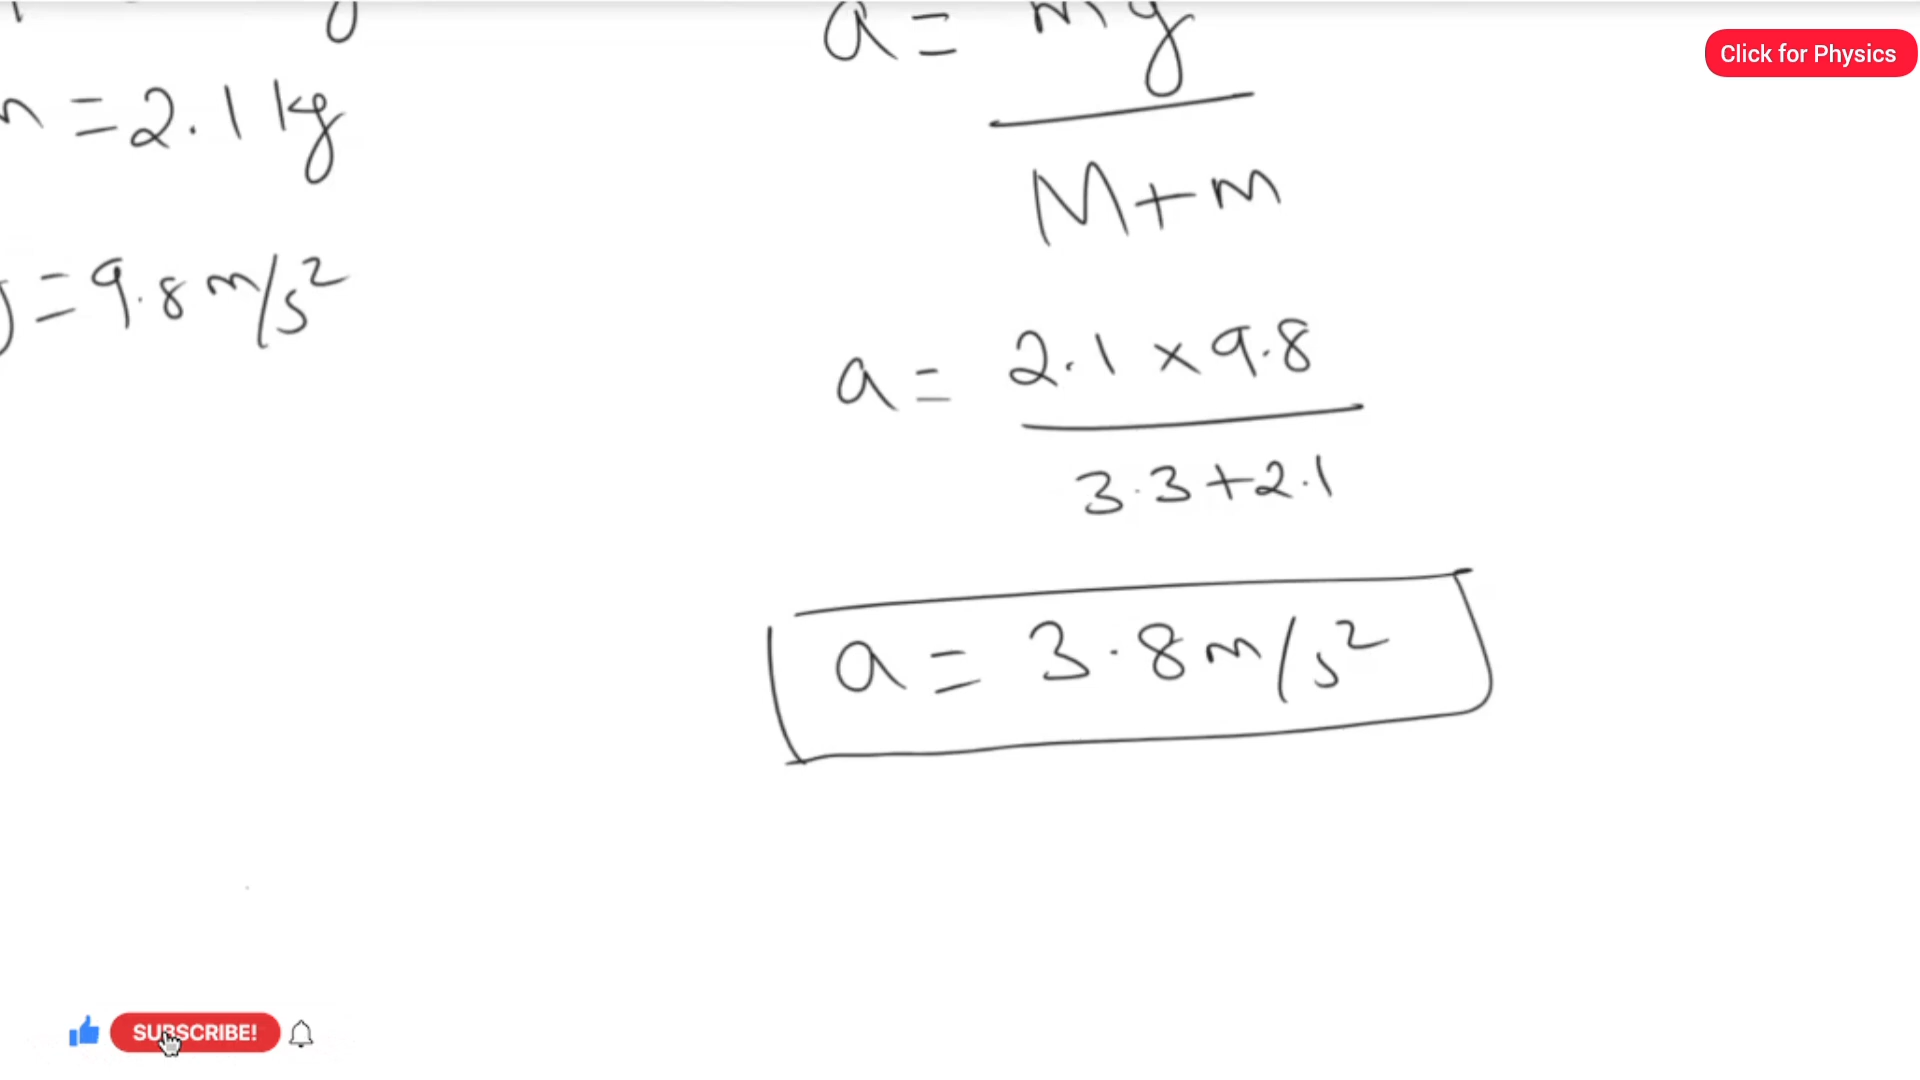 a = mg
Click for Physics
m = 2.1 kg
M + m
g = 9.8 m/s²
a = 2.1 × 9.8
3.3 + 2.1
a = 3.8 m/s²
SUBSCRIBE!